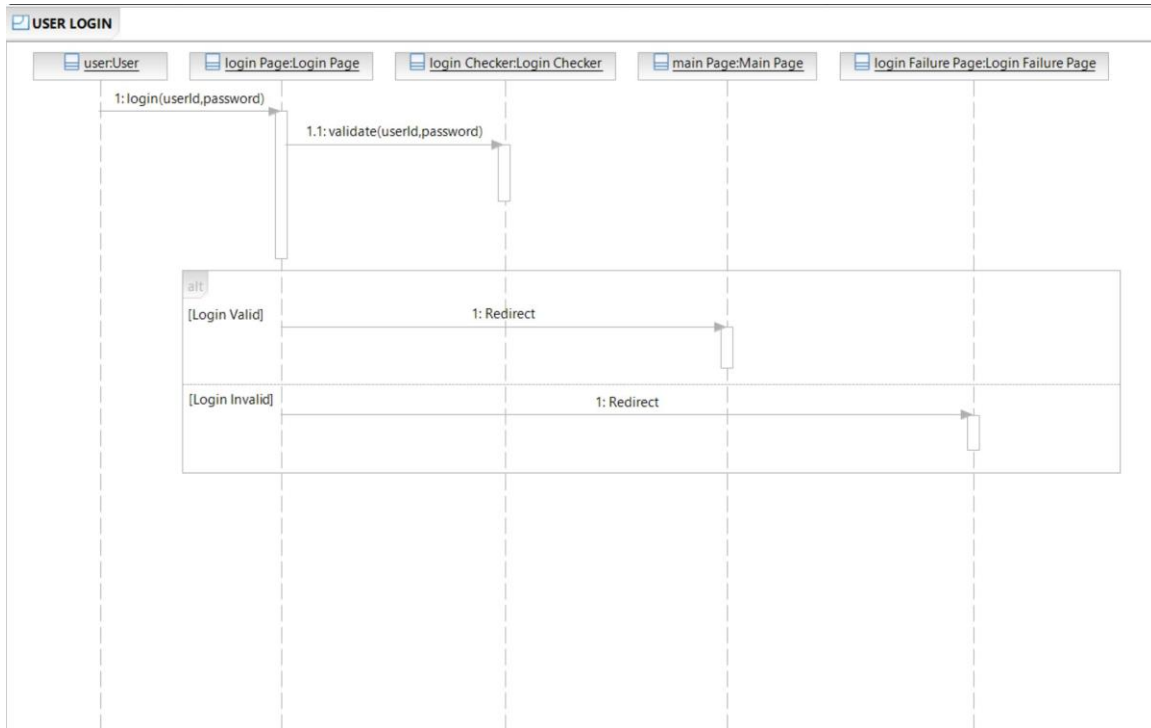 USER LOGIN
user:User
login Page:Login Page
login Checker:Login Checker
main Page:Main Page
login Failure Page:Login Failure Page
1: login(userId,password)
1.1: validate(userId,password)
alt
[Login Valid]
1: Redirect
[Login Invalid]
1: Redirect